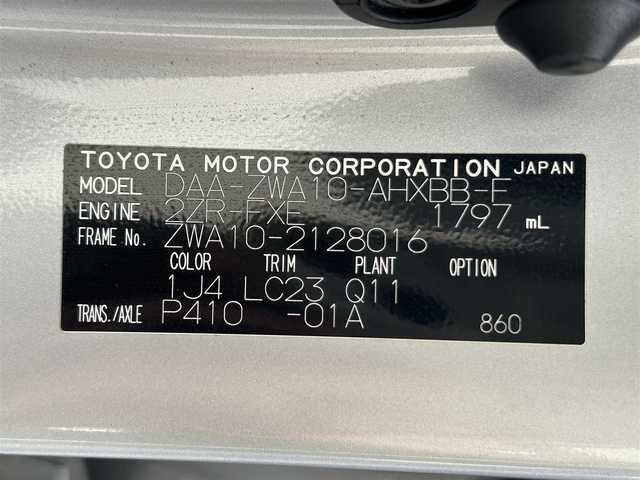 TOYOTA MOTOR CORPORATION JAPAN
MODEL DAA-ZWA10-AHXBB-F
ENGINE 2ZR-FXE 1797 mL
FRAME No. ZWA10-2128016
COLOR TRIM PLANT OPTION
1J4 LC23 Q11
TRANS./AXLE P410 -01A 860